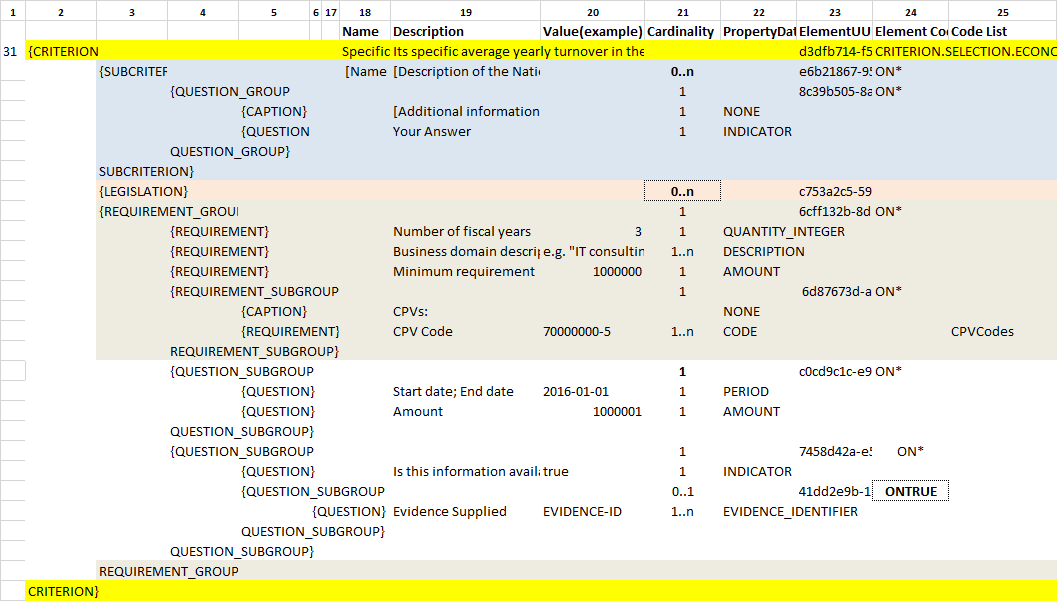 1 2 3 4 5 6 17 18 19 20 21 22 23 24 25
Name Description Value(example) Cardinality PropertyDat ElementUU Element Co Code List
31 {CRITERION Specific Its specific average yearly turnover in the d3dfb714-f5 CRITERION.SELECTION.ECONO
{SUBCRITER [Name [Description of the Natio 0..n e6b21867-95 ON*
{QUESTION_GROUP 1 8c39b505-8a ON*
{CAPTION} [Additional information 1 NONE
{QUESTION Your Answer 1 INDICATOR
QUESTION_GROUP}
SUBCRITERION}
{LEGISLATION} 0..n c753a2c5-59
{REQUIREMENT_GROU 1 6cff132b-8d ON*
{REQUIREMENT} Number of fiscal years 3 1 QUANTITY_INTEGER
{REQUIREMENT} Business domain descrip e.g. "IT consultin 1..n DESCRIPTION
{REQUIREMENT} Minimum requirement 1000000 1 AMOUNT
{REQUIREMENT_SUBGROUP 1 6d87673d-a ON*
{CAPTION} CPVs: NONE
{REQUIREMENT} CPV Code 70000000-5 1..n CODE CPVCodes
REQUIREMENT_SUBGROUP}
{QUESTION_SUBGROUP 1 c0cd9c1c-e9 ON*
{QUESTION} Start date; End date 2016-01-01 1 PERIOD
{QUESTION} Amount 1000001 1 AMOUNT
QUESTION_SUBGROUP}
{QUESTION_SUBGROUP 1 7458d42a-e5 ON*
{QUESTION} Is this information avail true 1 INDICATOR
{QUESTION_SUBGROUP 0..1 41dd2e9b-1 ONTRUE
{QUESTION} Evidence Supplied EVIDENCE-ID 1..n EVIDENCE_IDENTIFIER
QUESTION_SUBGROUP}
QUESTION_SUBGROUP}
REQUIREMENT_GROUP
CRITERION}